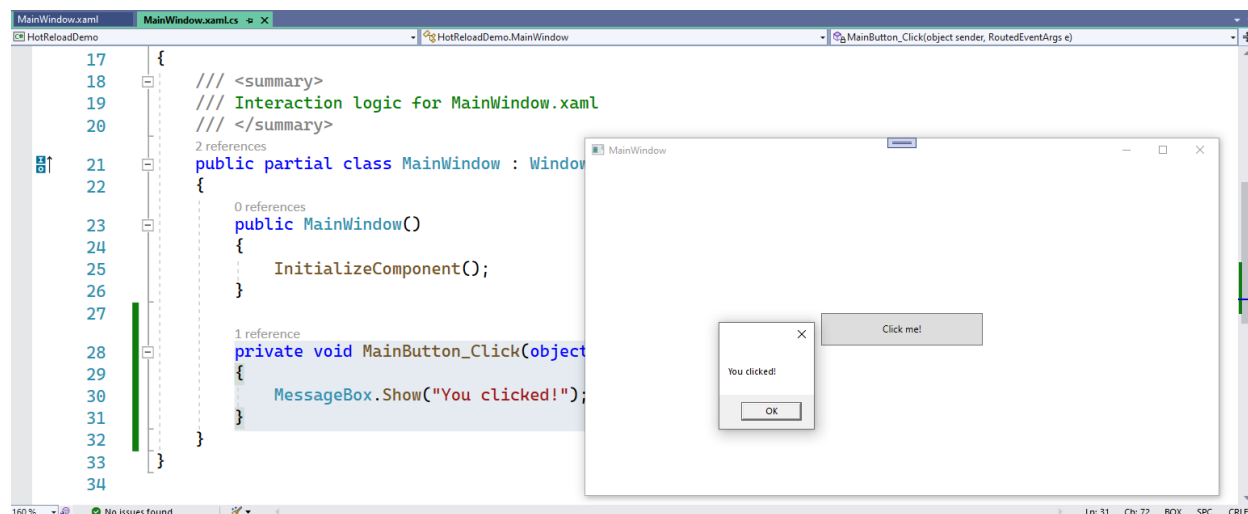 MainWindow.xaml MainWindow.xaml.cs
HotReloadDemo HotReloadDemo.MainWindow MainButton_Click(object sender, RoutedEventArgs e)
17 {
18 /// <summary>
19 /// Interaction logic for MainWindow.xaml
20 /// </summary>
2 references
21 public partial class MainWindow : Window
22 {
0 references
23 public MainWindow()
24 {
25 InitializeComponent();
26 }
27
1 reference
28 private void MainButton_Click(object
29 {
30 MessageBox.Show("You clicked!");
31 }
32 }
33 }
34
MainWindow
Click me!
You clicked!
OK
160 % No issues found Ln: 31 Ch: 72 BOX SPC CRLF